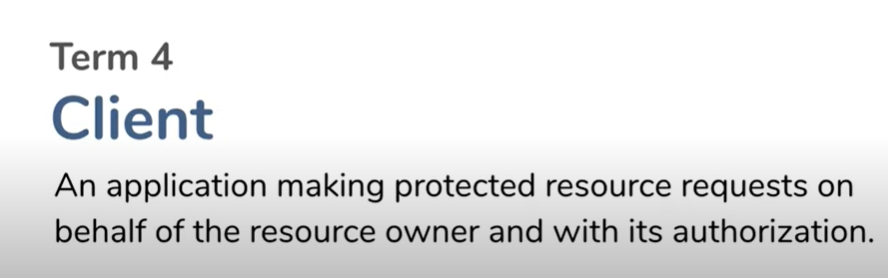 Term 4
Client
An application making protected resource requests on
behalf of the resource owner and with its authorization.